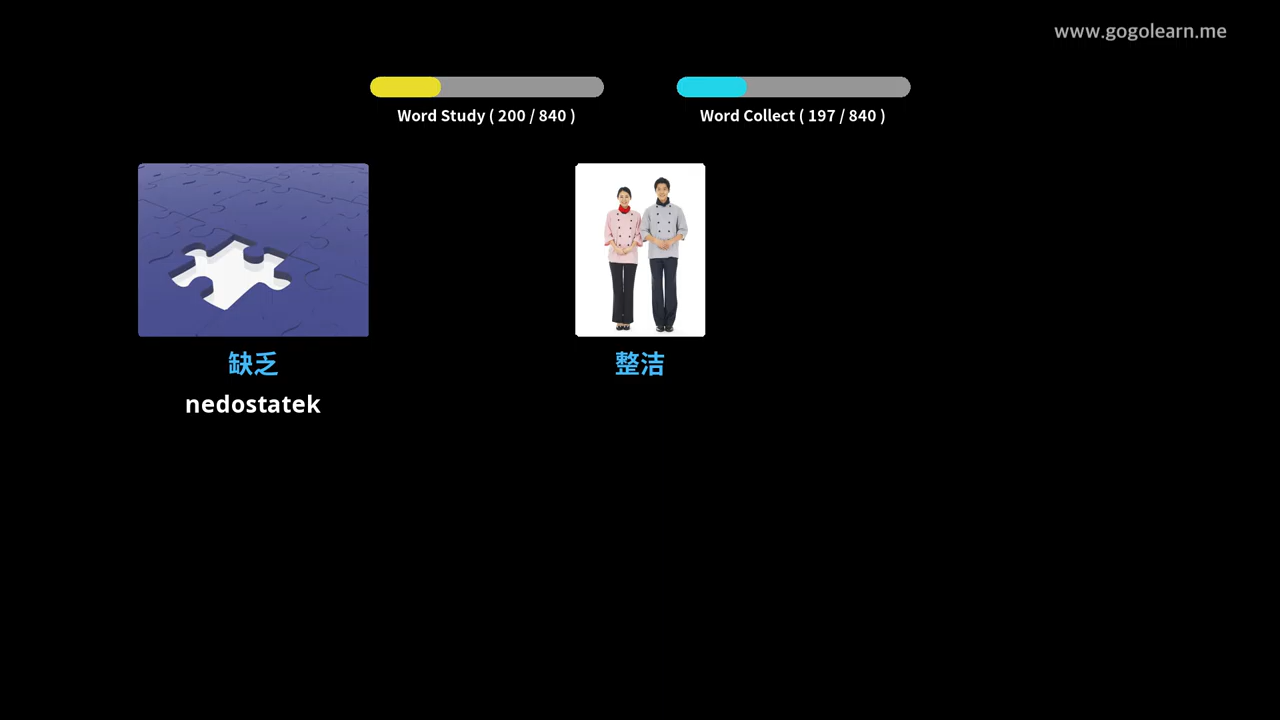 www.gogolearn.me
Word Study ( 200 / 840 )
Word Collect ( 197 / 840 )
缺乏
整洁
nedostatek